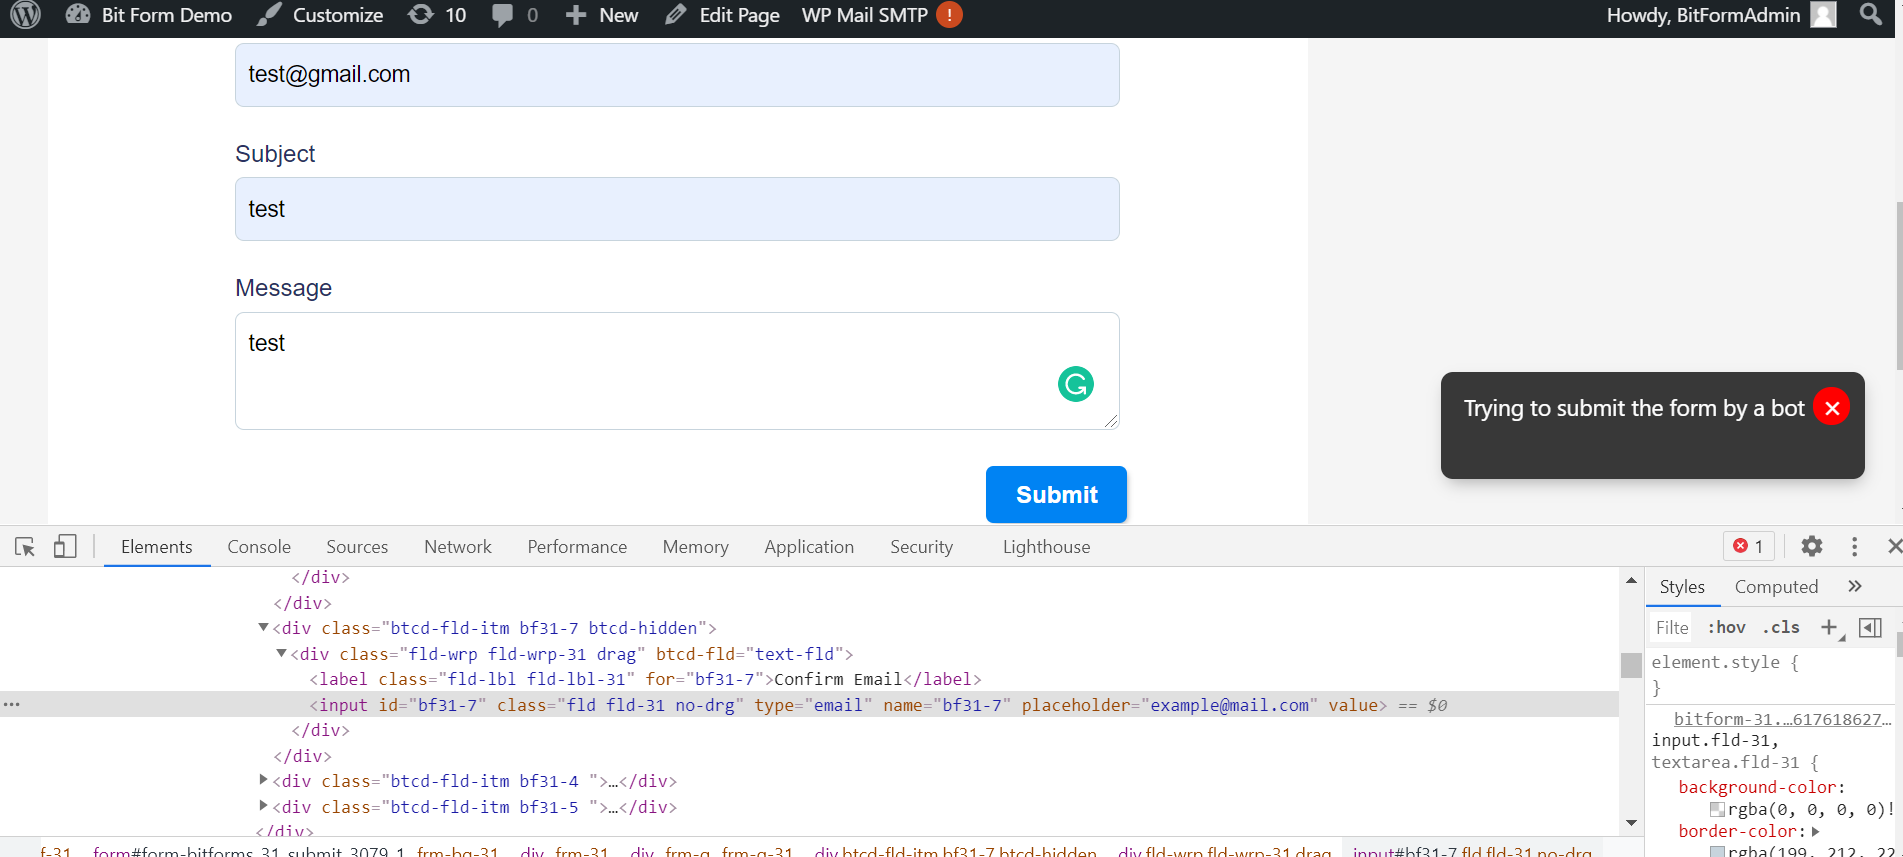 Bit Form Demo Customize 10 0 New Edit Page WP Mail SMTP ! Howdy, BitFormAdmin
test@gmail.com
Subject
test
Message
test
Trying to submit the form by a bot
Submit
Elements Console Sources Network Performance Memory Application Security Lighthouse 1
</div>
</div>
<div class="btcd-fld-itm bf31-7 btcd-hidden">
<div class="fld-wrp fld-wrp-31 drag" btcd-fld="text-fld">
<label class="fld-lbl fld-lbl-31" for="bf31-7">Confirm Email</label>
... <input id="bf31-7" class="fld fld-31 no-drg" type="email" name="bf31-7" placeholder="example@mail.com" value> == $0
</div>
</div>
<div class="btcd-fld-itm bf31-4 ">…</div>
<div class="btcd-fld-itm bf31-5 ">…</div>
</div>
f-31 form#form-bitforms_31_submit_3079_1 frm-bg-31 div frm-31 div frm-g frm-g-31 div.btcd-fld-itm.bf31-7.btcd-hidden div.fld-wrp.fld-wrp-31.drag input#bf31-7.fld.fld-31.no-drg
Styles Computed »
Filte :hov .cls +
element.style {
}
bitform-31.…617618627…
input.fld-31,
textarea.fld-31 {
background-color:
rgba(0, 0, 0, 0)!
border-color:
rgba(199, 212, 22